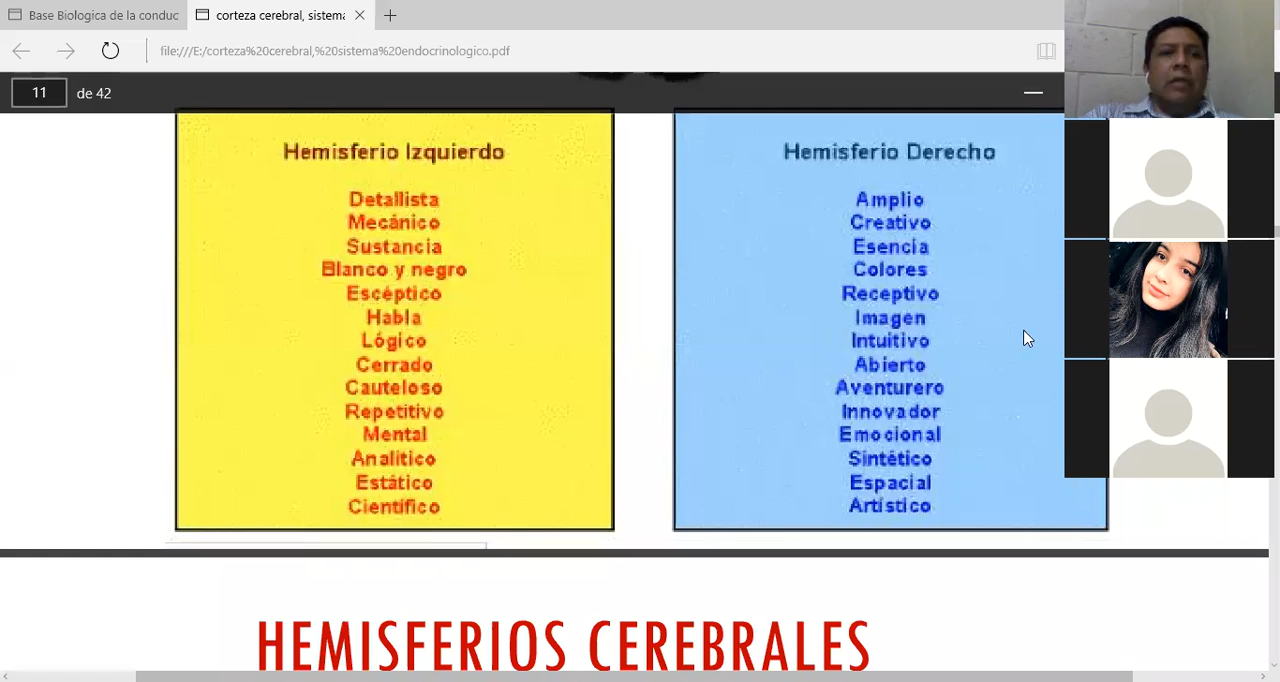 Base Biologica de la conduc
corteza cerebral, sistema
file:///E:/corteza%20cerebral,%20sistema%20endocrinologico.pdf
11 de 42
Hemisferio Izquierdo
Detallista
Mecánico
Sustancia
Blanco y negro
Escéptico
Habla
Lógico
Cerrado
Cauteloso
Repetitivo
Mental
Analitico
Estático
Científico
Hemisferio Derecho
Amplio
Creativo
Esencia
Colores
Receptivo
Imagen
Intuitivo
Abierto
Aventurero
Innovador
Emocional
Sintético
Espacial
Artístico
HEMISFERIOS CEREBRALES